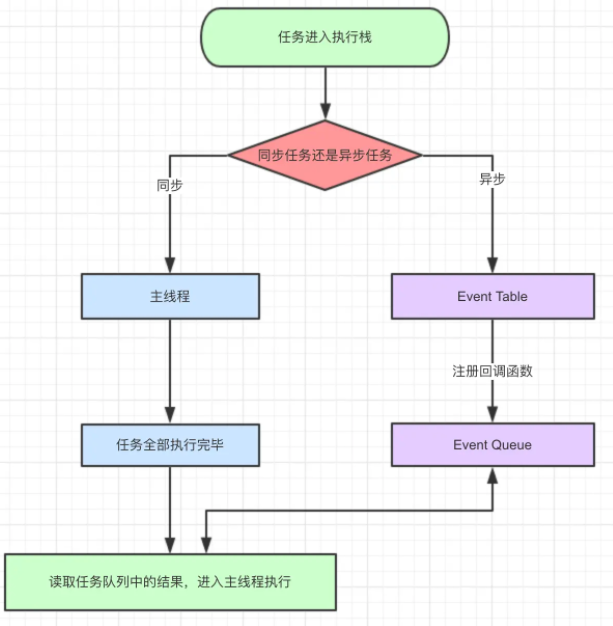 任务进入执行栈
同步任务还是异步任务
同步
异步
主线程
Event Table
注册回调函数
任务全部执行完毕
Event Queue
读取任务队列中的结果，进入主线程执行